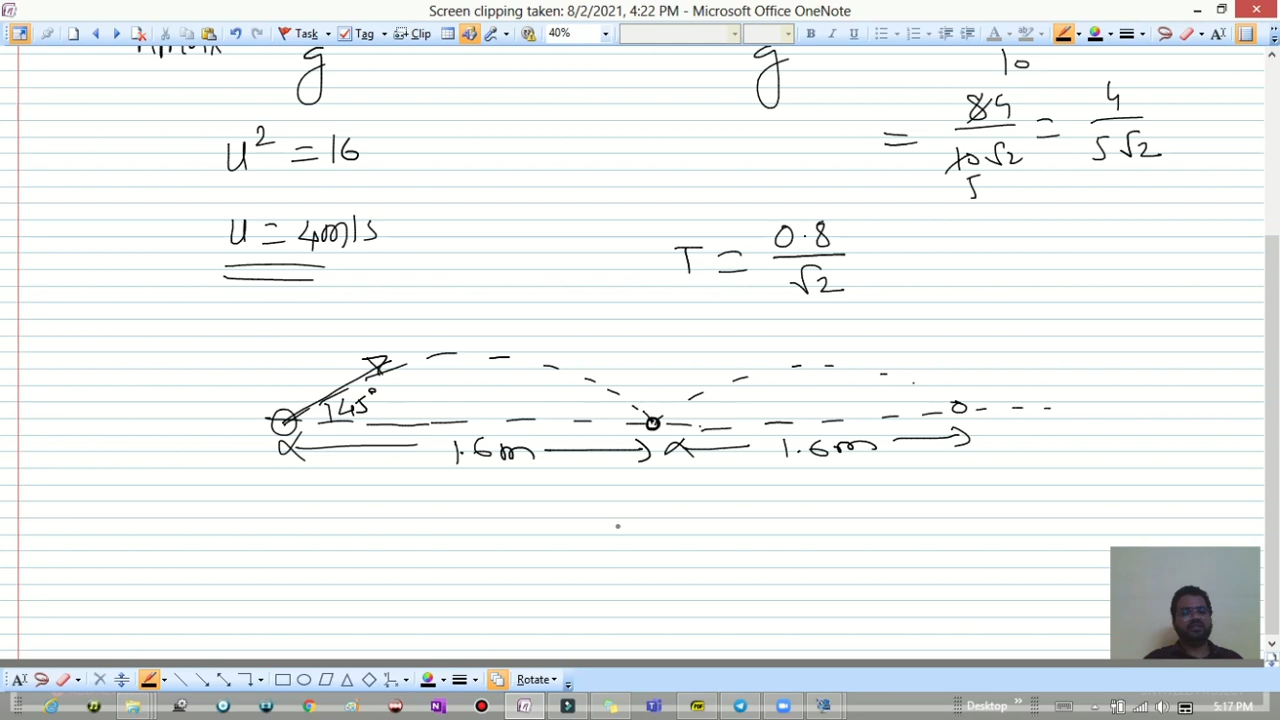 Screen clipping taken: 8/2/2021, 4:22 PM - Microsoft Office OneNote
Task Tag Clip 40% B I U
g g 10
u² = 16
= 84/10√2 5 = 4/5√2
u = 4m/s
T = 0.8/√2
45°
1.6m 1.6m
Rotate
Desktop 5:17 PM